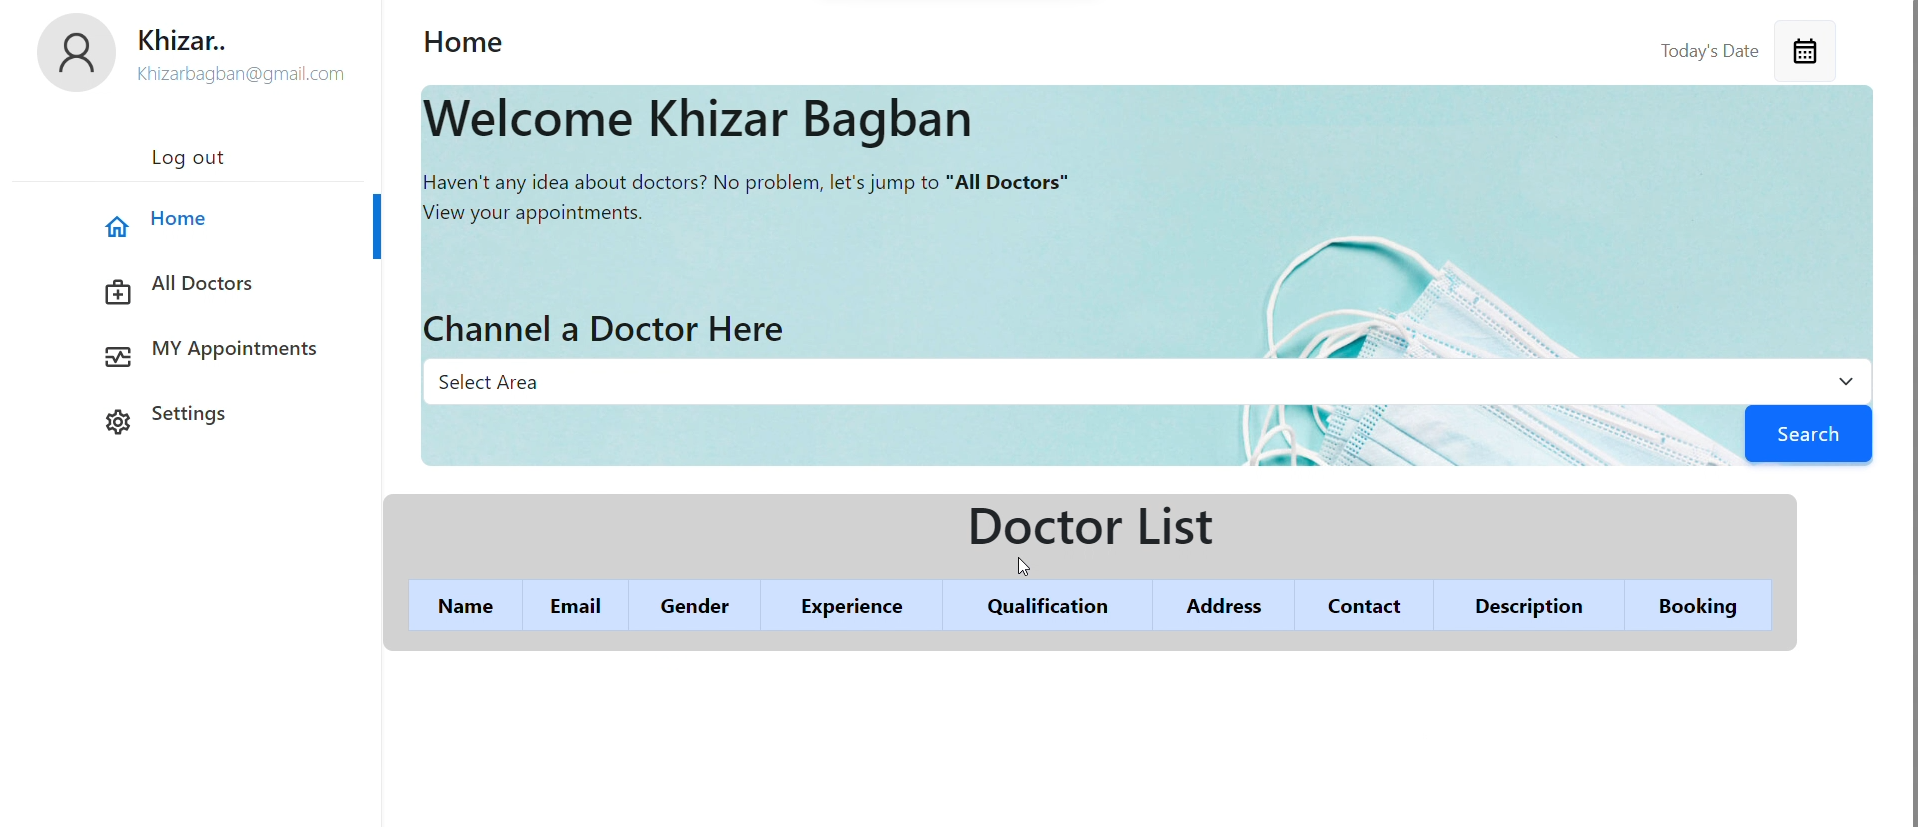 Khizar..
Khizarbagban@gmail.com
Log out
Home
All Doctors
MY Appointments
Settings
Home
Today's Date
Welcome Khizar Bagban
Haven't any idea about doctors? No problem, let's jump to "All Doctors"
View your appointments.
Channel a Doctor Here
Select Area
Search
Doctor List
Name Email Gender Experience Qualification Address Contact Description Booking